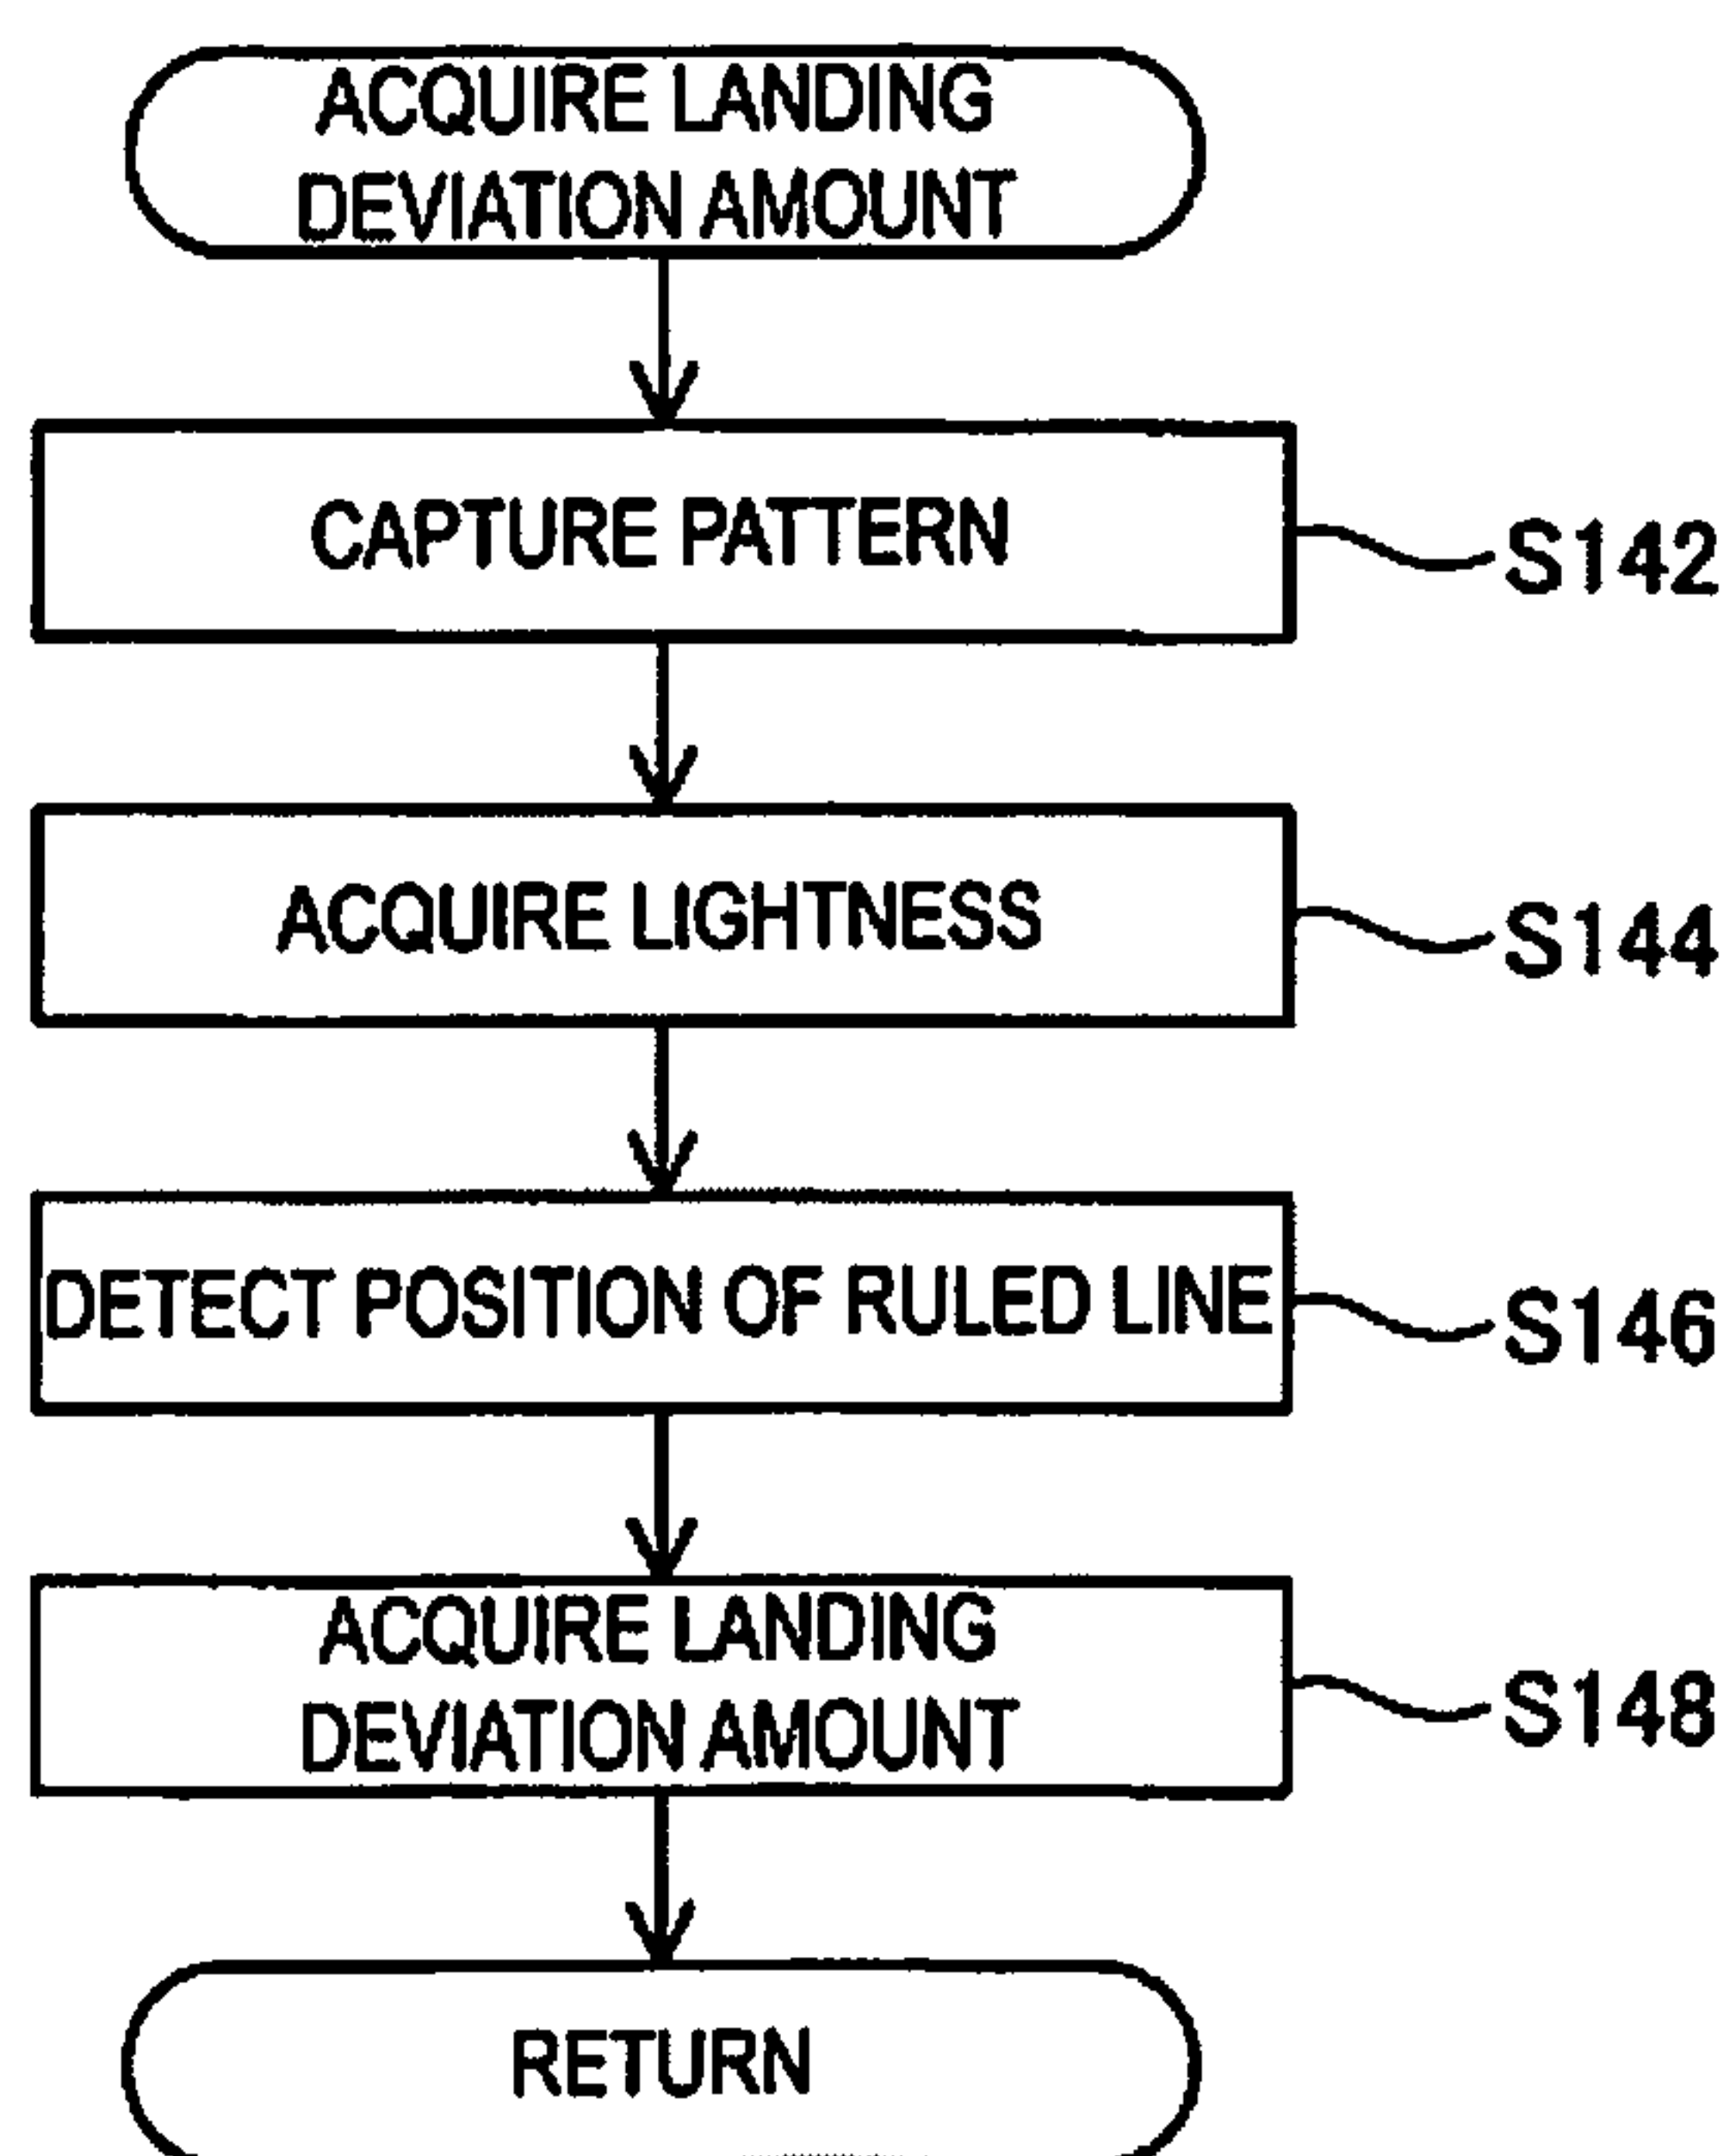 ACQUIRE LANDING
DEVIATION AMOUNT
CAPTURE PATTERN
S142
ACQUIRE LIGHTNESS
S144
DETECT POSITION OF RULED LINE
S146
ACQUIRE LANDING
DEVIATION AMOUNT
S148
RETURN